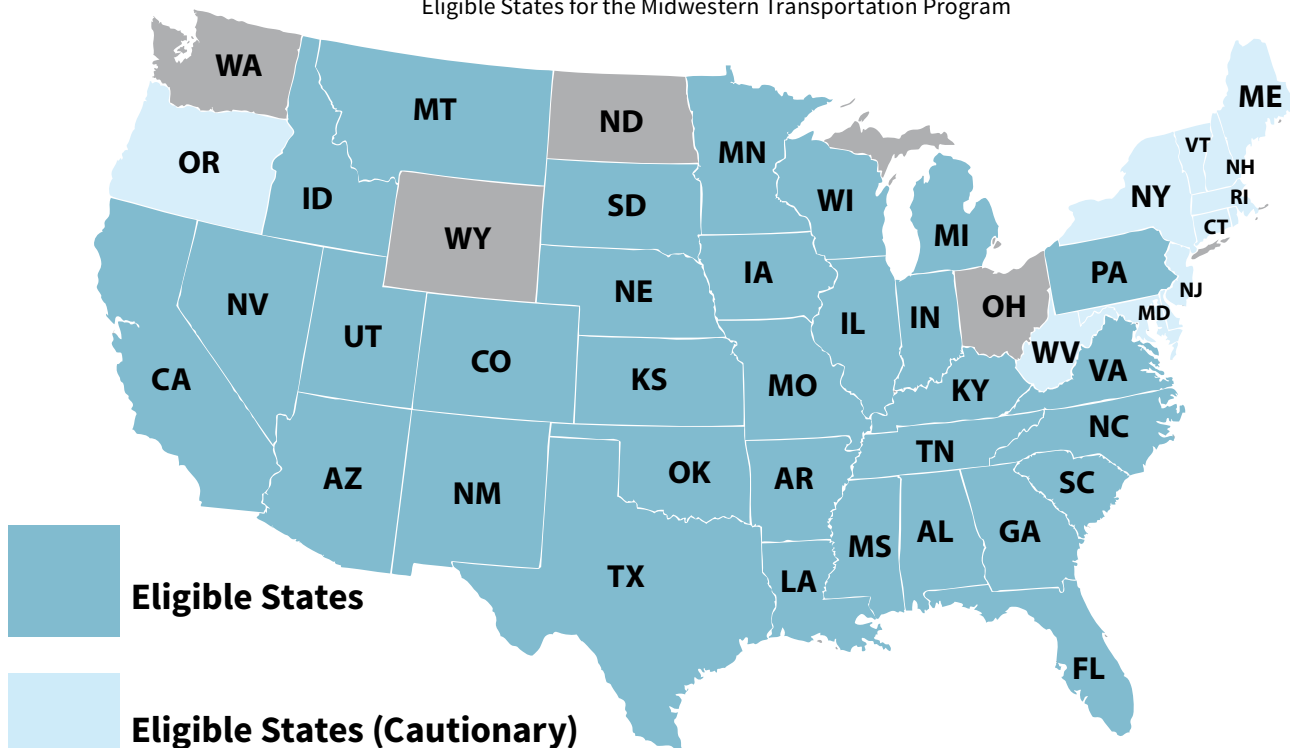 Eligible States for the Midwestern Transportation Program
WA
MT
ND
MN
ME
VT
OR
NH
ID
SD
WI
NY
RI
CT
WY
MI
IA
PA
NE
NJ
NV
OH
MD
IL
IN
UT
WV
CO
VA
CA
KS
MO
KY
NC
TN
AZ
OK
AR
SC
NM
GA
AL
MS
TX
LA
Eligible States
FL
Eligible States (Cautionary)